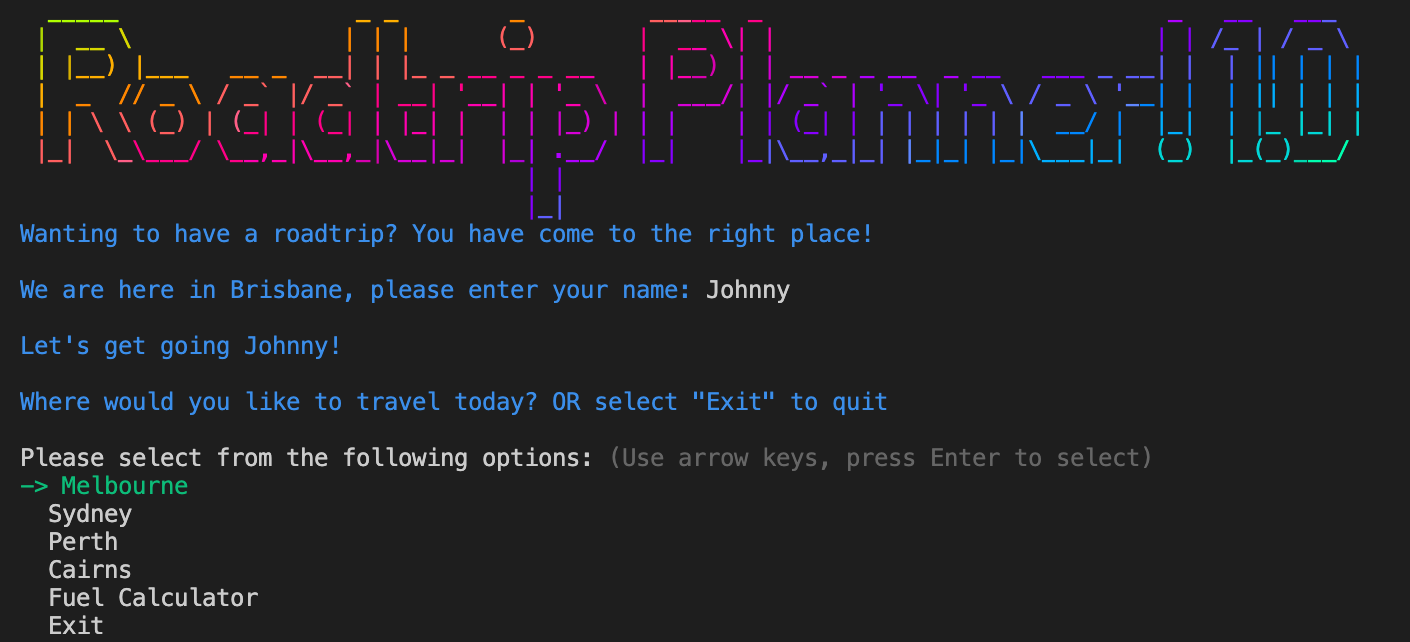 Roadtrip Planner! 1.0
Wanting to have a roadtrip? You have come to the right place!
We are here in Brisbane, please enter your name: Johnny
Let's get going Johnny!
Where would you like to travel today? OR select "Exit" to quit
Please select from the following options: (Use arrow keys, press Enter to select)
—> Melbourne
Sydney
Perth
Cairns
Fuel Calculator
Exit